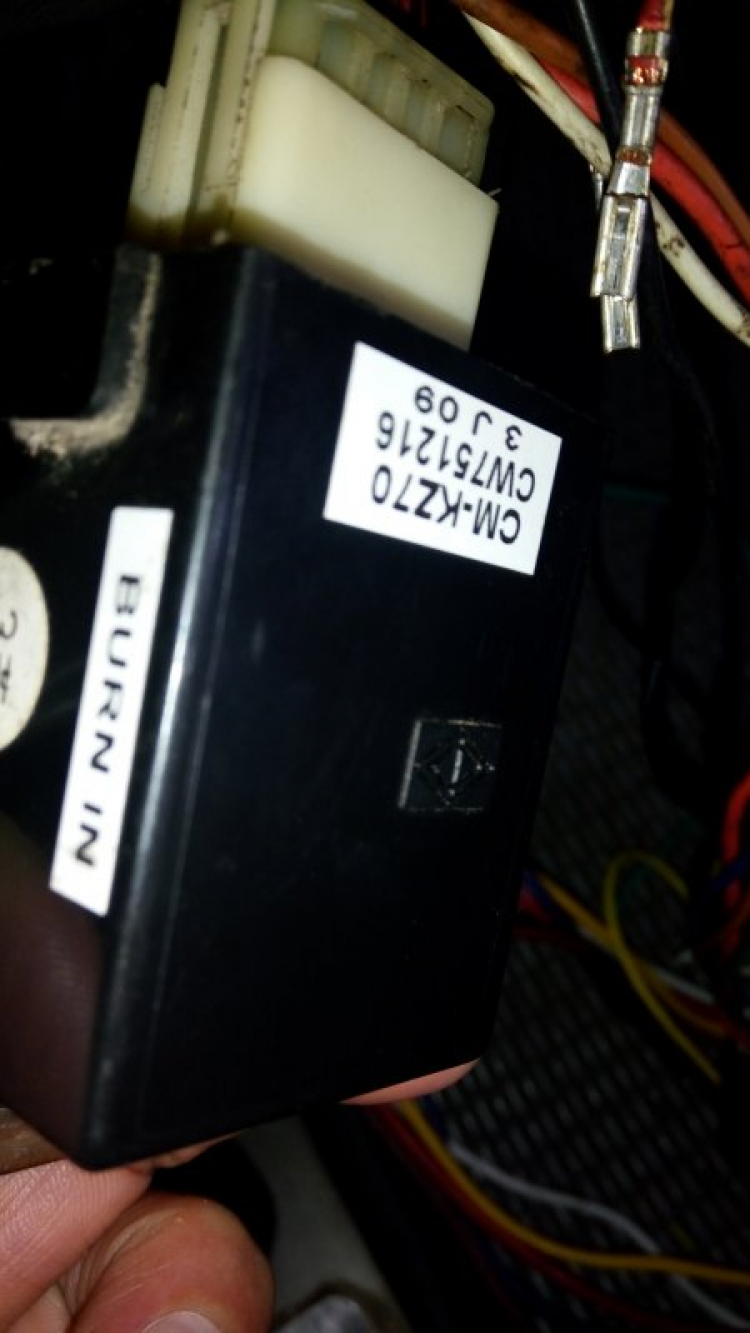 CM-KZ70
CW751216
3 J 09
BURN IN